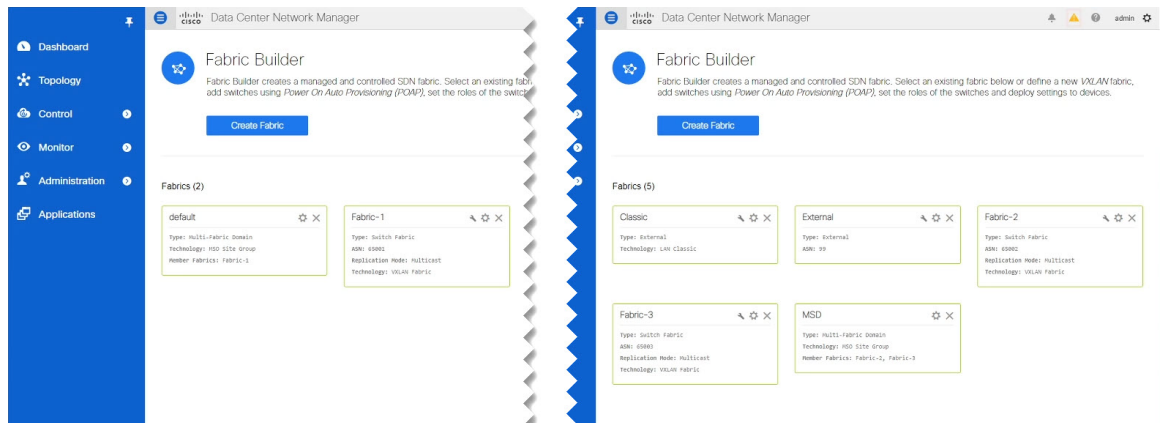 Dashboard
Topology
Control
Monitor
Administration
Applications
cisco Data Center Network Manager
Fabric Builder
Fabric Builder creates a managed and controlled SDN fabric. Select an existing fabr
add switches using Power On Auto Provisioning (POAP), set the roles of the switch
Create Fabric
Fabrics (2)
default
Type: Multi-Fabric Domain
Technology: MSD Site Group
Member Fabrics: Fabric-1
Fabric-1
Type: Switch Fabric
ASN: 65001
Replication Mode: Multicast
Technology: VXLAN Fabric
cisco Data Center Network Manager
admin
Fabric Builder
Fabric Builder creates a managed and controlled SDN fabric. Select an existing fabric below or define a new VXLAN fabric,
add switches using Power On Auto Provisioning (POAP), set the roles of the switches and deploy settings to devices.
Create Fabric
Fabrics (5)
Classic
Type: External
Technology: LAN Classic
External
Type: External
ASN: 99
Fabric-2
Type: Switch Fabric
ASN: 65002
Replication Mode: Multicast
Technology: VXLAN Fabric
Fabric-3
Type: Switch Fabric
ASN: 65003
Replication Mode: Multicast
Technology: VXLAN Fabric
MSD
Type: Multi-Fabric Domain
Technology: MSD Site Group
Member Fabrics: Fabric-2, Fabric-3